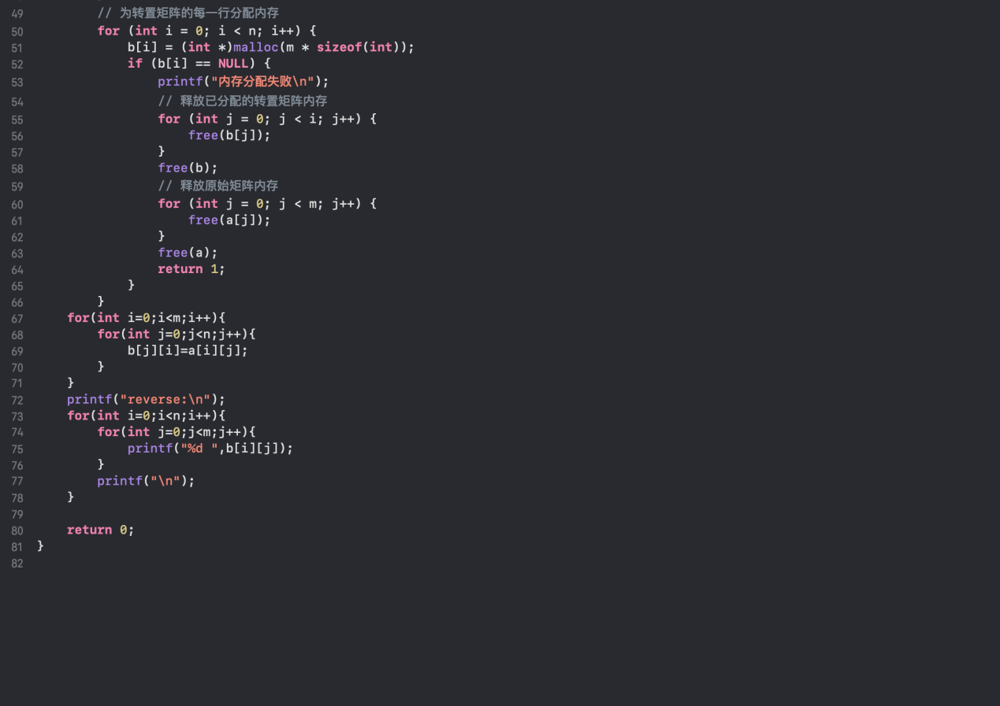 49 // 为转置矩阵的每一行分配内存
50 for (int i = 0; i < n; i++) {
51 b[i] = (int *)malloc(m * sizeof(int));
52 if (b[i] == NULL) {
53 printf("内存分配失败\n");
54 // 释放已分配的转置矩阵内存
55 for (int j = 0; j < i; j++) {
56 free(b[j]);
57 }
58 free(b);
59 // 释放原始矩阵内存
60 for (int j = 0; j < m; j++) {
61 free(a[j]);
62 }
63 free(a);
64 return 1;
65 }
66 }
67 for(int i=0;i<m;i++){
68 for(int j=0;j<n;j++){
69 b[j][i]=a[i][j];
70 }
71 }
72 printf("reverse:\n");
73 for(int i=0;i<n;i++){
74 for(int j=0;j<m;j++){
75 printf("%d ",b[i][j]);
76 }
77 printf("\n");
78 }
79
80 return 0;
81 }
82